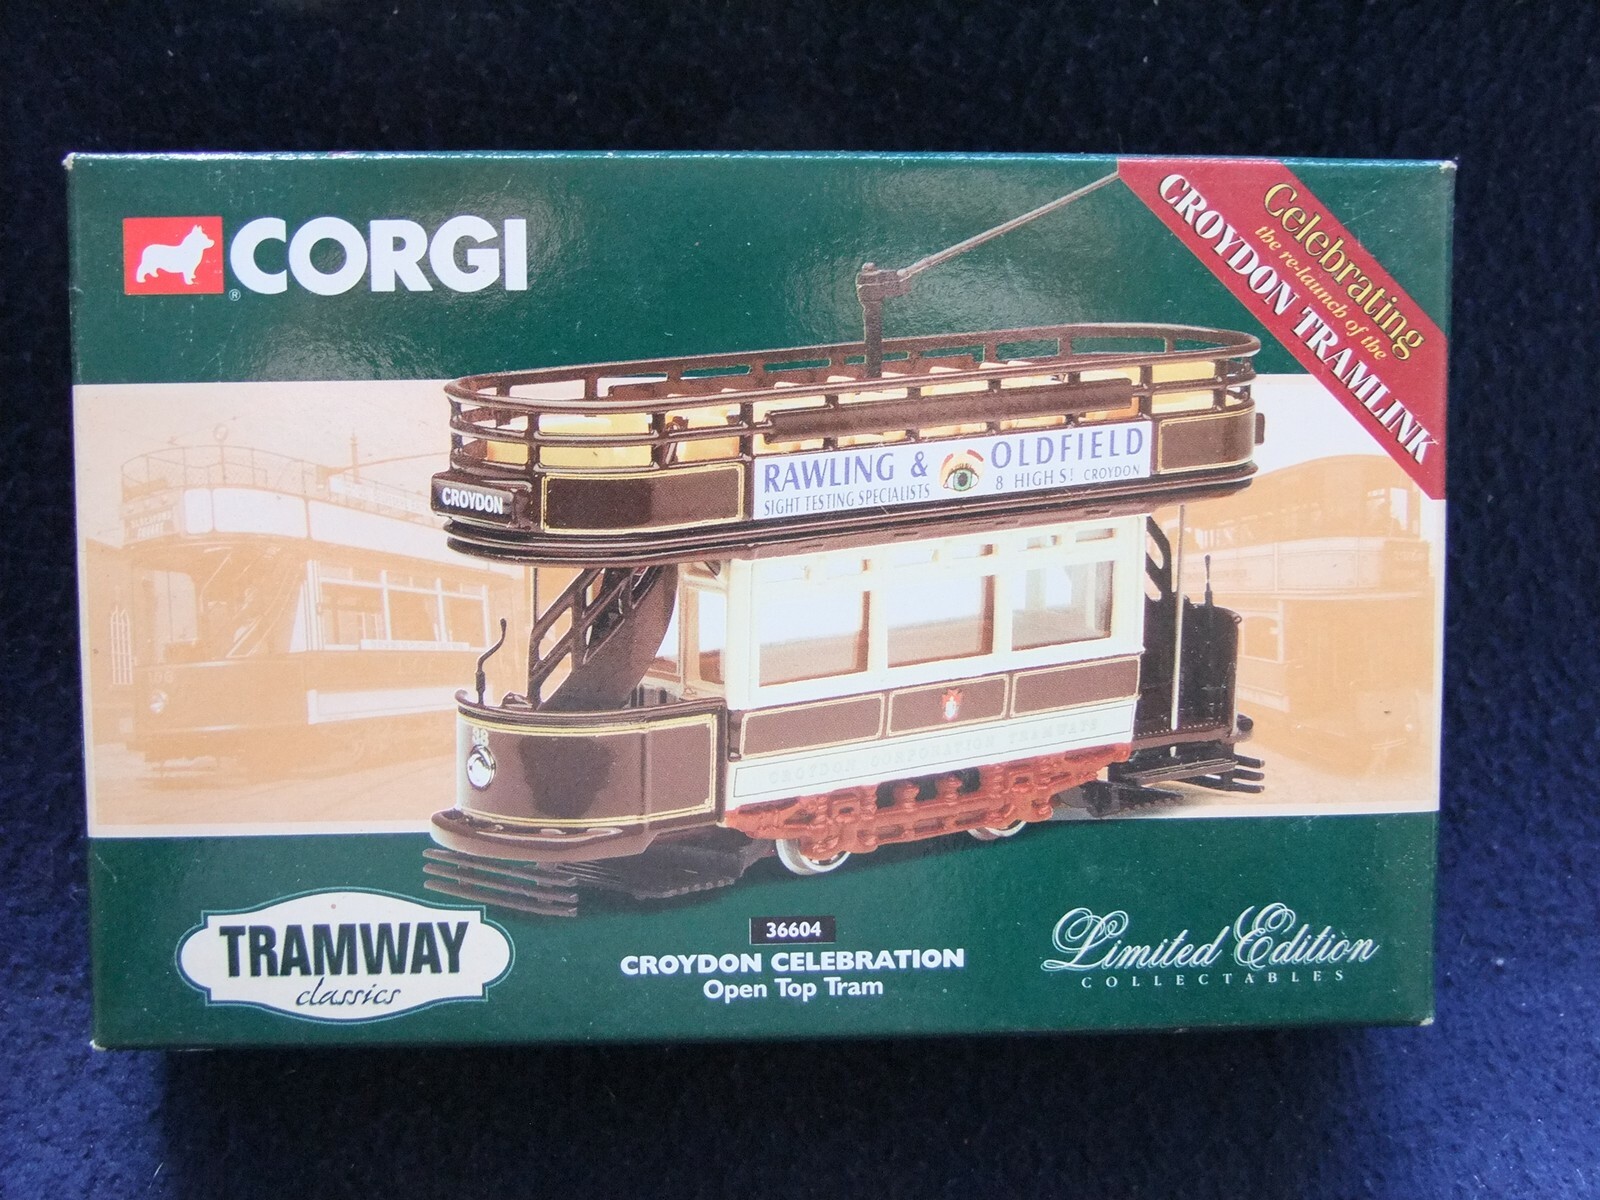 CORGI
®
Celebrating
the re-launch of the
CROYDON TRAMLINK
RAWLING & OLDFIELD
SIGHT TESTING SPECIALISTS 8 HIGH ST CROYDON
CROYDON
38
CROYDON CORPORATION TRAMWAYS
TRAMWAY
classics
36604
CROYDON CELEBRATION
Open Top Tram
Limited Edition
COLLECTABLES